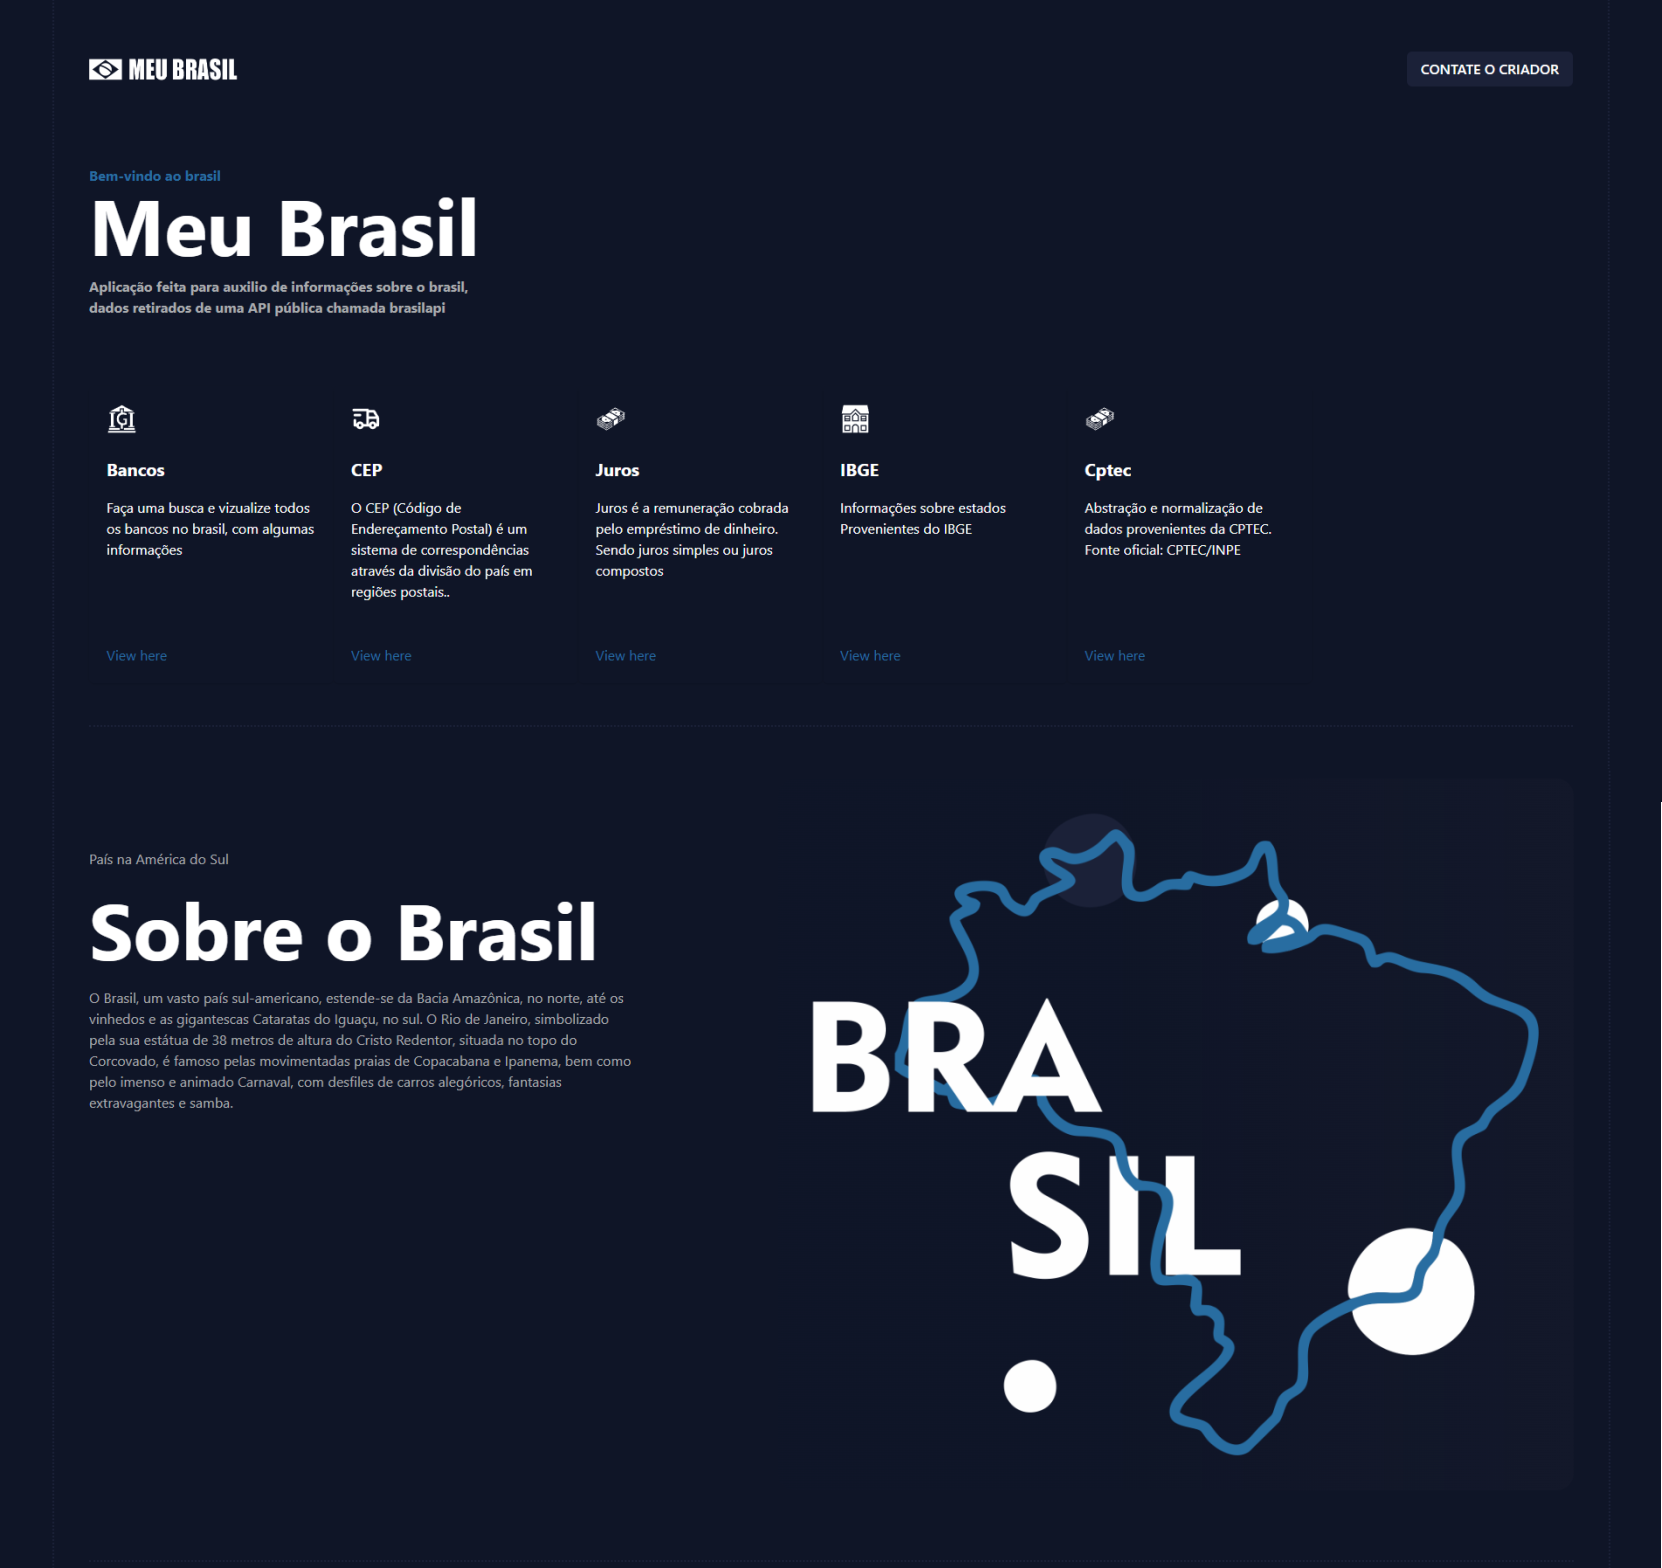 MEU BRASIL
CONTATE O CRIADOR
Bem-vindo ao brasil
Meu Brasil
Aplicação feita para auxilio de informações sobre o brasil,
dados retirados de uma API pública chamada brasilapi
Bancos
Faça uma busca e vizualize todos
os bancos no brasil, com algumas
informações
View here
CEP
O CEP (Código de
Endereçamento Postal) é um
sistema de correspondências
através da divisão do país em
regiões postais..
View here
Juros
Juros é a remuneração cobrada
pelo empréstimo de dinheiro.
Sendo juros simples ou juros
compostos
View here
IBGE
Informações sobre estados
Provenientes do IBGE
View here
Cptec
Abstração e normalização de
dados provenientes da CPTEC.
Fonte oficial: CPTEC/INPE
View here
País na América do Sul
Sobre o Brasil
O Brasil, um vasto país sul-americano, estende-se da Bacia Amazônica, no norte, até os
vinhedos e as gigantescas Cataratas do Iguaçu, no sul. O Rio de Janeiro, simbolizado
pela sua estátua de 38 metros de altura do Cristo Redentor, situada no topo do
Corcovado, é famoso pelas movimentadas praias de Copacabana e Ipanema, bem como
pelo imenso e animado Carnaval, com desfiles de carros alegóricos, fantasias
extravagantes e samba.
BRA
SIL